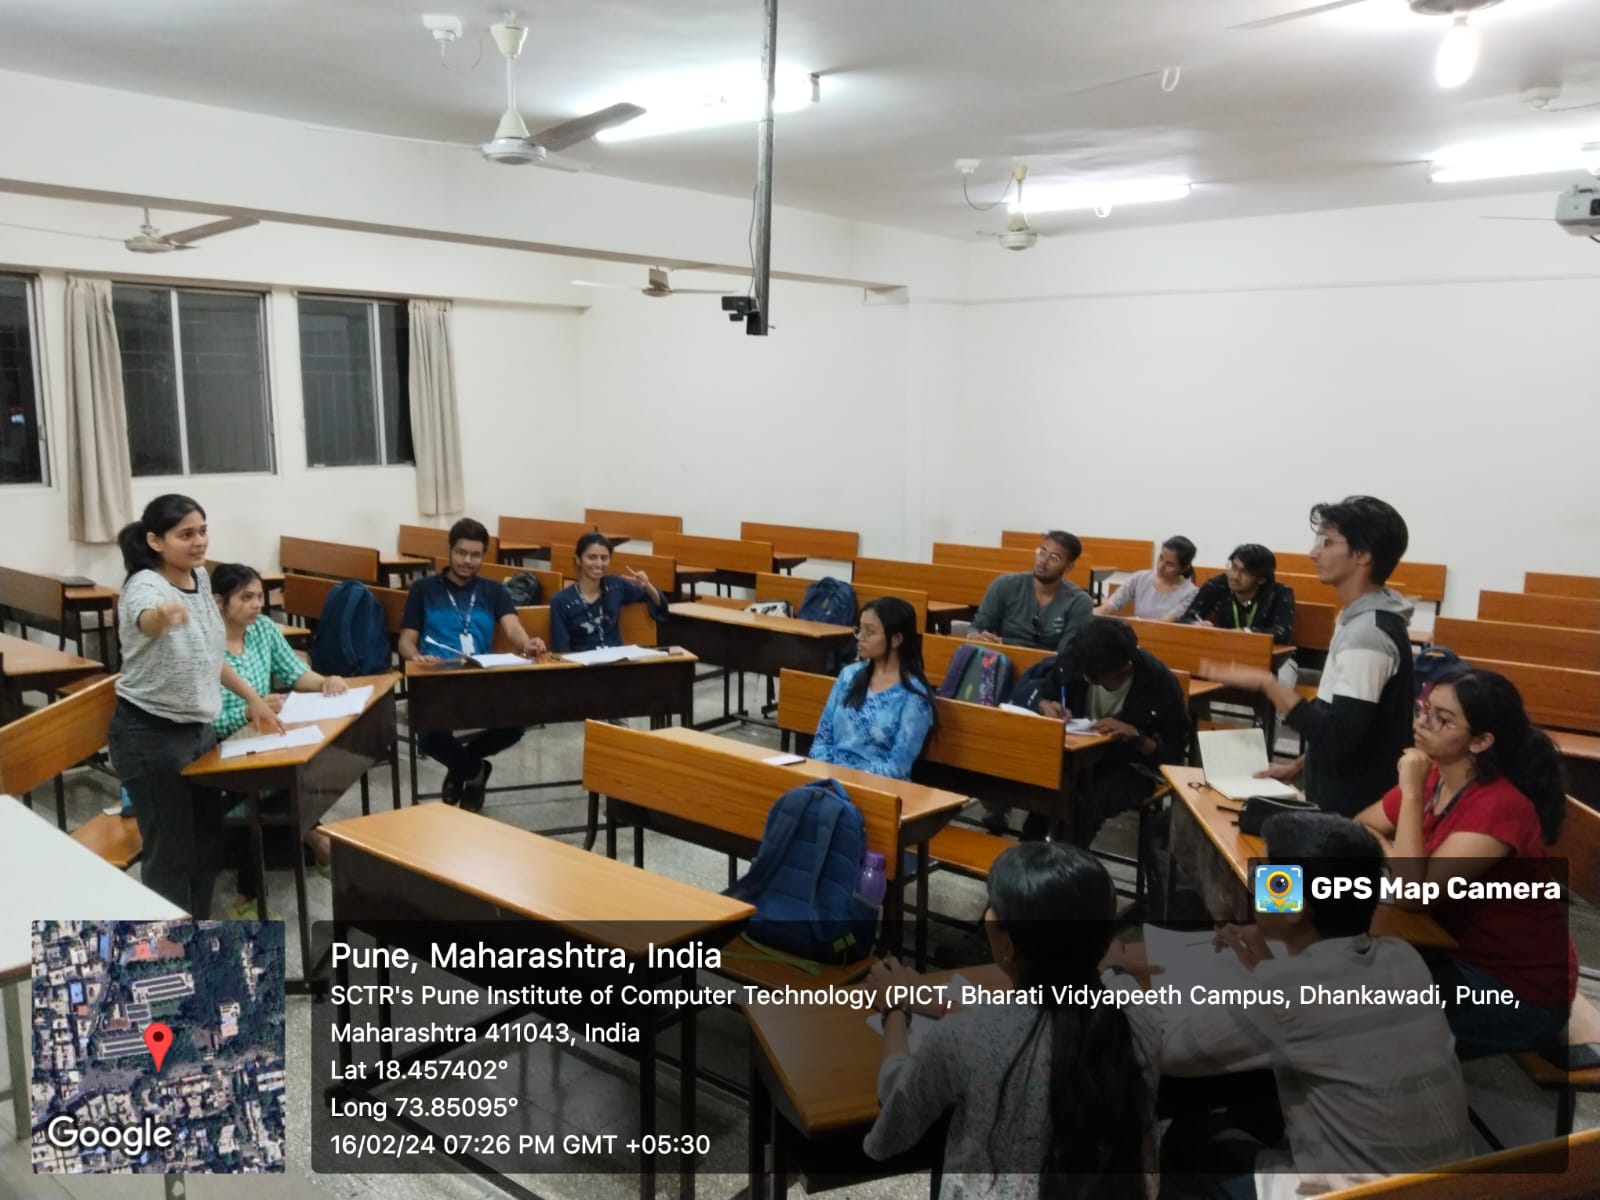 GPS Map Camera
Pune, Maharashtra, India
SCTR's Pune Institute of Computer Technology (PICT, Bharati Vidyapeeth Campus, Dhankawadi, Pune,
Maharashtra 411043, India
Lat 18.457402°
Long 73.85095°
16/02/24 07:26 PM GMT +05:30
Google